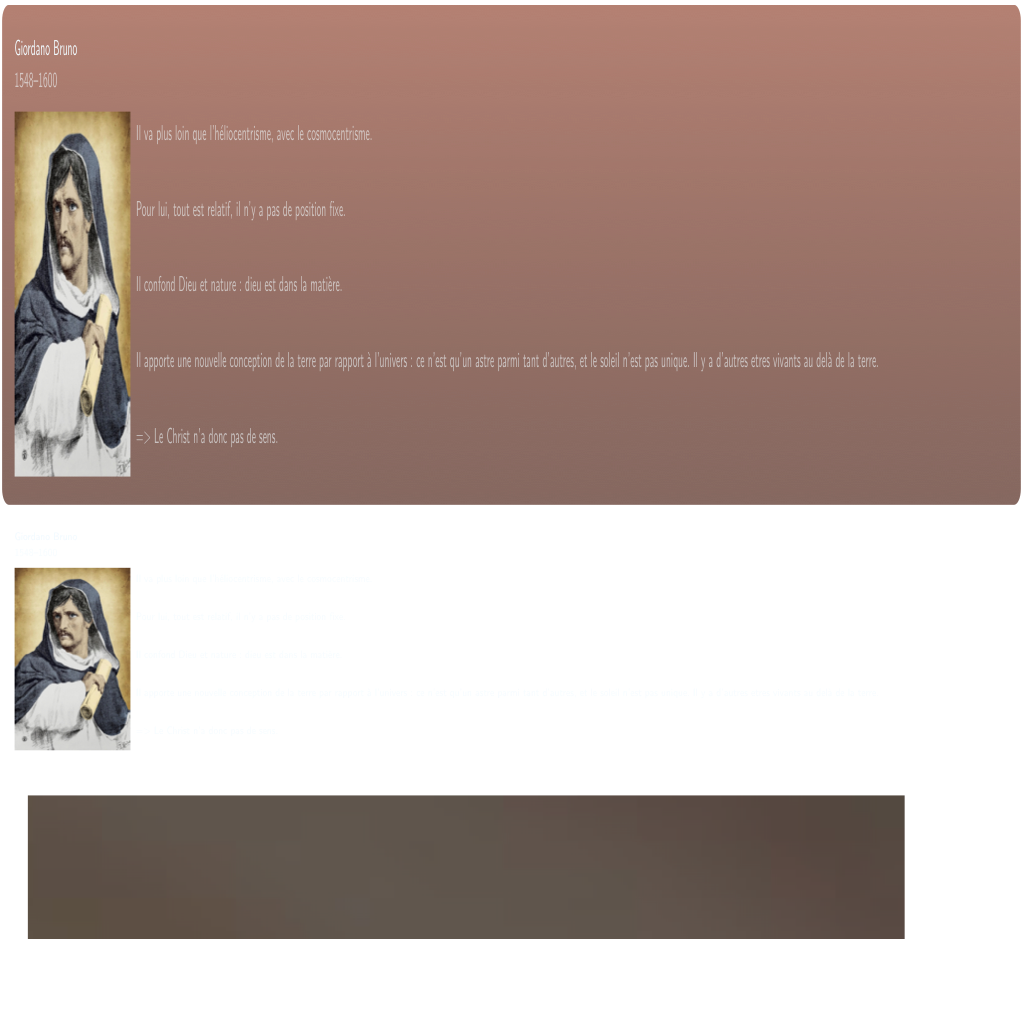 Giordano Bruno
1548–1600
Il va plus loin que l'héliocentrisme, avec le cosmocentrisme.
Pour lui, tout est relatif, il n'y a pas de position fixe.
Il confond Dieu et nature : dieu est dans la matière.
Il apporte une nouvelle conception de la terre par rapport à l'univers : ce n'est qu'un astre parmi tant d'autres, et le soleil n'est pas unique. Il y a d'autres etres vivants au delà de la terre.
=> Le Christ n'a donc pas de sens.